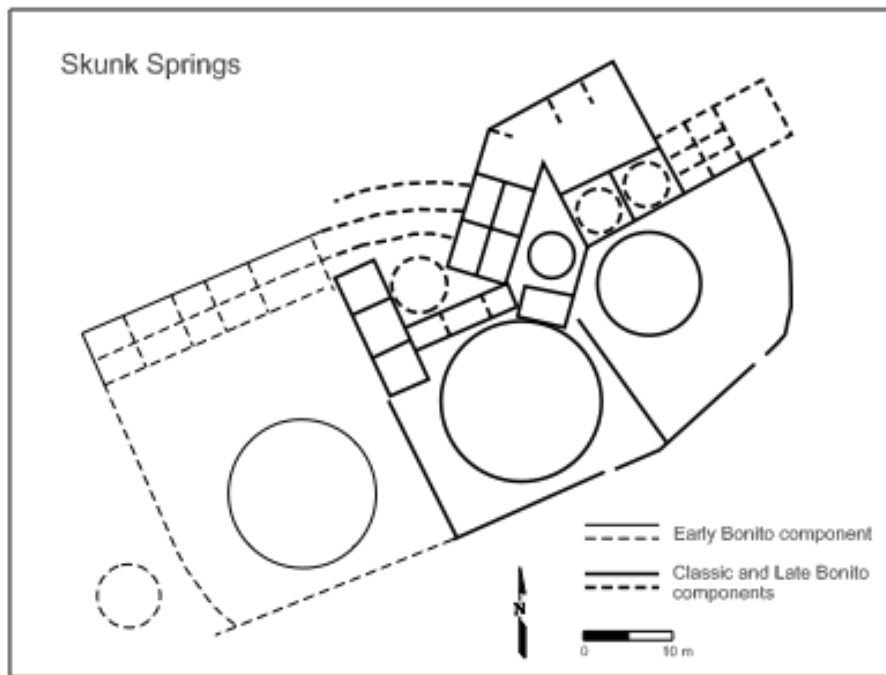 Skunk Springs
Early Bonito component
Classic and Late Bonito
components
N
0 10 m